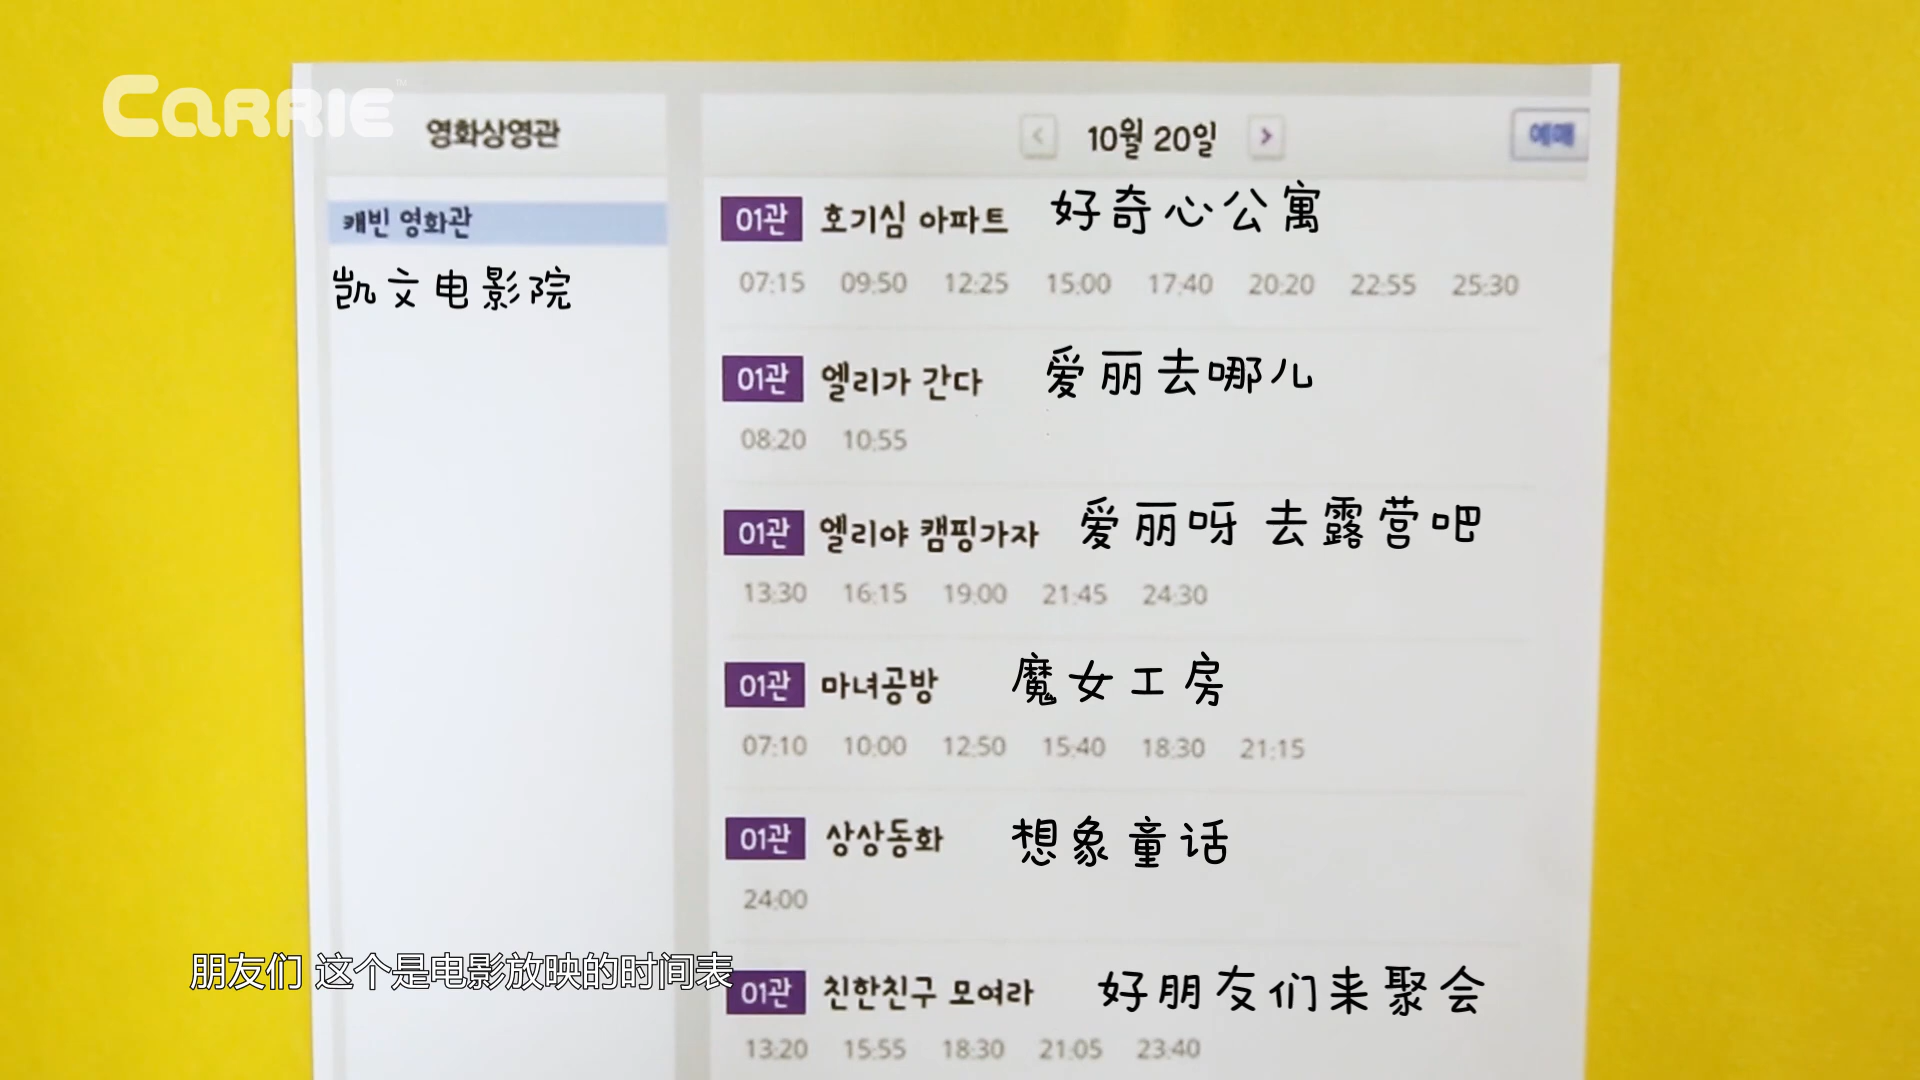 CARRIE™
영화상영관
10월 20일
예매
캐빈 영화관
凯文电影院
01관 호기심 아파트 好奇心公寓
07:15 09:50 12:25 15:00 17:40 20:20 22:55 25:30
01관 엘리가 간다 爱丽去哪儿
08:20 10:55
01관 엘리야 캠핑가자 爱丽呀 去露营吧
13:30 16:15 19:00 21:45 24:30
01관 마녀공방 魔女工房
07:10 10:00 12:50 15:40 18:30 21:15
01관 상상동화 想象童话
24:00
朋友们 这个是电影放映的时间表
01관 친한친구 모여라 好朋友们来聚会
13:20 15:55 18:30 21:05 23:40